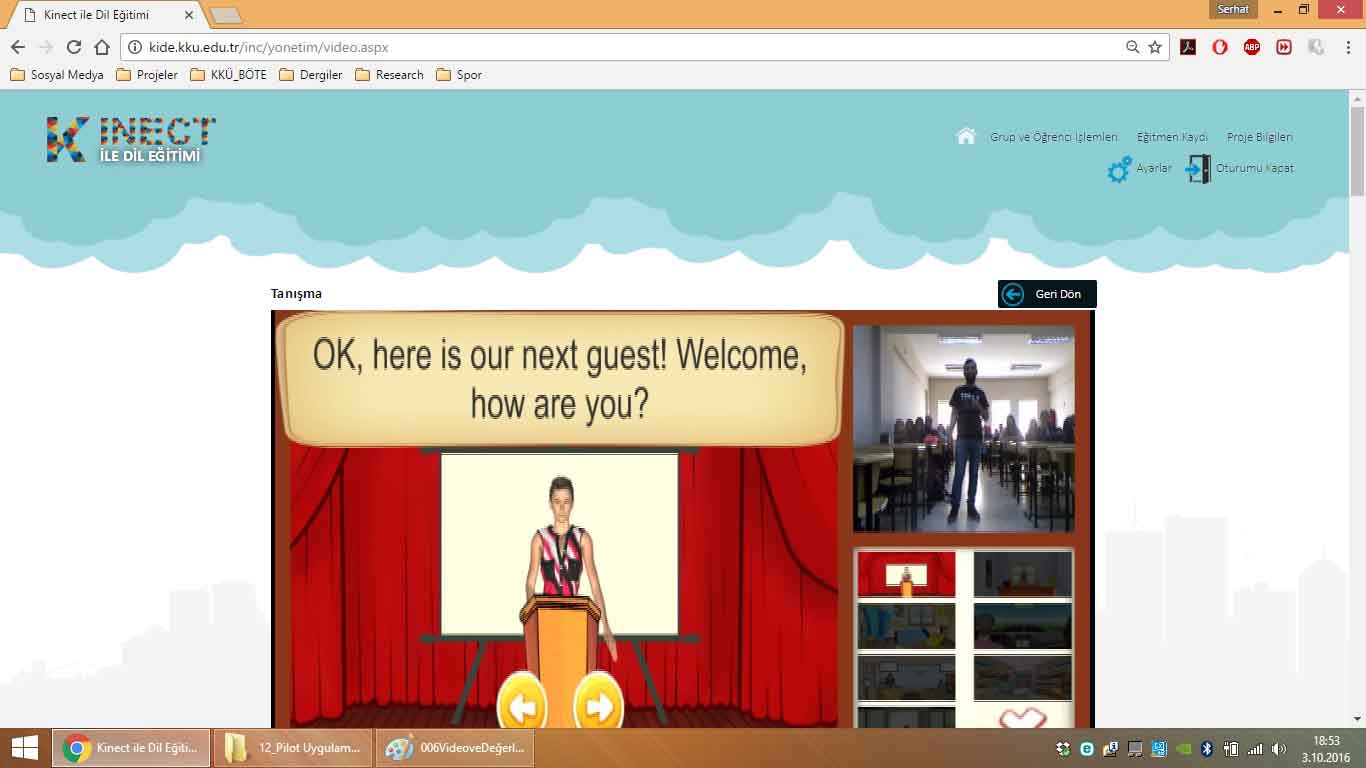 Kinect ile Dil Eğitimi
Serhat
kide.kku.edu.tr/inc/yonetim/video.aspx
ABP
Sosyal Medya Projeler KKÜ_BÖTE Dergiler Research Spor
KINECT
İLE DİL EĞİTİMİ
Grup ve Öğrenci İşlemleri Eğitmen Kaydı Proje Bilgileri
Ayarlar Oturumu Kapat
Tanışma
Geri Dön
OK, here is our next guest! Welcome,
how are you?
Kinect ile Dil Eğiti... 12_Pilot Uygulam... 006VideoveDeğerl...
18:53
3.10.2016